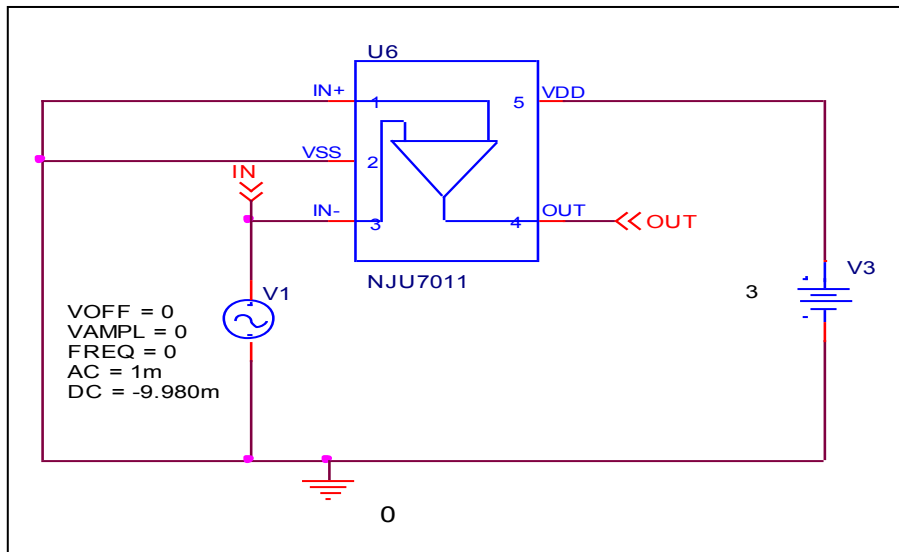 U6
IN+
1
5
VDD
VSS
2
IN
IN-
3
4
OUT
OUT
NJU7011
V1
V3
3
VOFF = 0
VAMPL = 0
FREQ = 0
AC = 1m
DC = -9.980m
0